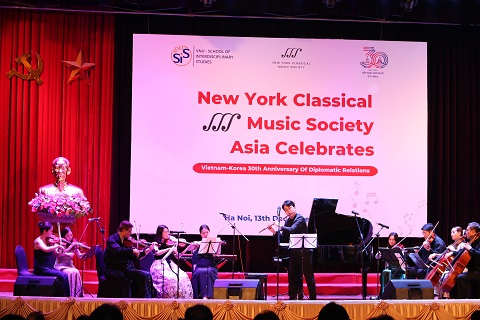 SIS
VNU - SCHOOL OF
INTERDISCIPLINARY
STUDIES
NEW YORK CLASSICAL
MUSIC SOCIETY
New York Classical
Music Society
Asia Celebrates
Vietnam-Korea 30th Anniversary Of Diplomatic Relations
Ha Noi, 13th Dec